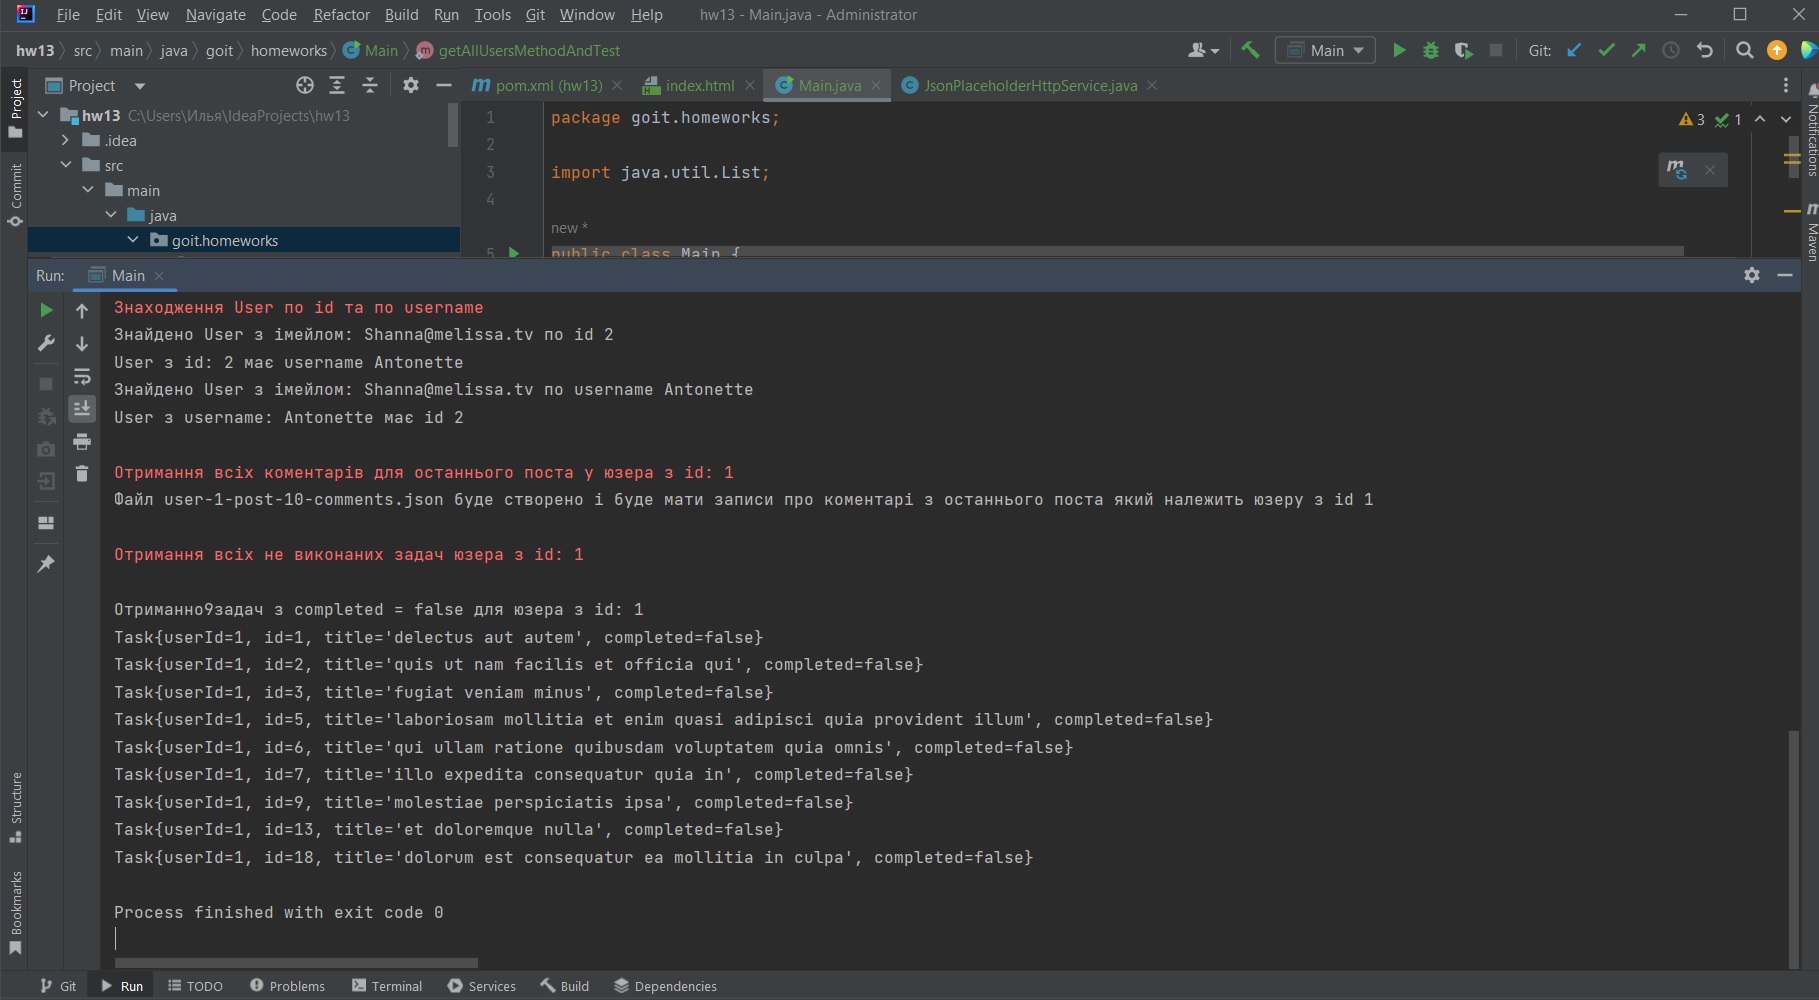 File Edit View Navigate Code Refactor Build Run Tools Git Window Help hw13 - Main.java - Administrator
hw13 src main java goit homeworks Main getAllUsersMethodAndTest Main Git:
Project pom.xml (hw13) index.html Main.java JsonPlaceholderHttpService.java
hw13 C:\Users\Илья\IdeaProjects\hw13
.idea
src
main
java
goit.homeworks
1 package goit.homeworks;
2
3 import java.util.List;
4
new *
5 public class Main {
3 1
Project
Commit
Structure
Bookmarks
Notifications
Maven
Run: Main
Знаходження User по id та по username
Знайдено User з імейлом: Shanna@melissa.tv по id 2
User з id: 2 має username Antonette
Знайдено User з імейлом: Shanna@melissa.tv по username Antonette
User з username: Antonette має id 2
Отримання всіх коментарів для останнього поста у юзера з id: 1
Файл user-1-post-10-comments.json буде створено і буде мати записи про коментарі з останнього поста який належить юзеру з id 1
Отримання всіх не виконаних задач юзера з id: 1
Отриманно9задач з completed = false для юзера з id: 1
Task{userId=1, id=1, title='delectus aut autem', completed=false}
Task{userId=1, id=2, title='quis ut nam facilis et officia qui', completed=false}
Task{userId=1, id=3, title='fugiat veniam minus', completed=false}
Task{userId=1, id=5, title='laboriosam mollitia et enim quasi adipisci quia provident illum', completed=false}
Task{userId=1, id=6, title='qui ullam ratione quibusdam voluptatem quia omnis', completed=false}
Task{userId=1, id=7, title='illo expedita consequatur quia in', completed=false}
Task{userId=1, id=9, title='molestiae perspiciatis ipsa', completed=false}
Task{userId=1, id=13, title='et doloremque nulla', completed=false}
Task{userId=1, id=18, title='dolorum est consequatur ea mollitia in culpa', completed=false}
Process finished with exit code 0
Git Run TODO Problems Terminal Services Build Dependencies